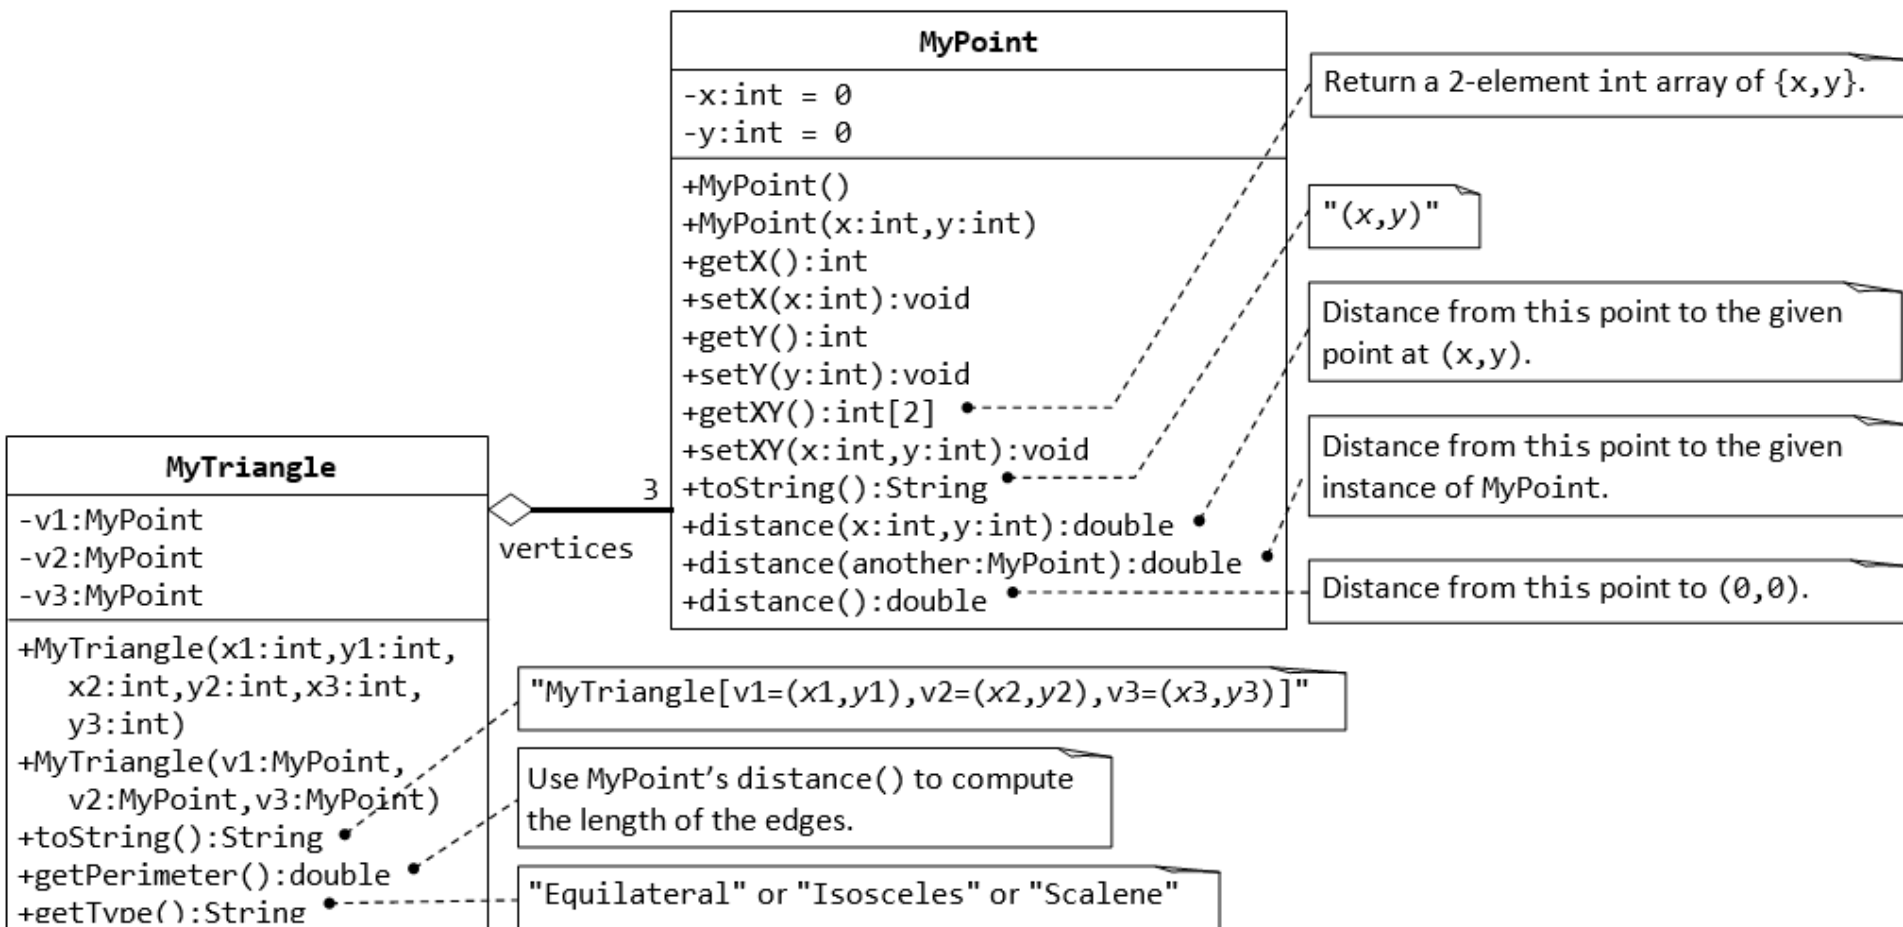 MyPoint
-x:int = 0
-y:int = 0
+MyPoint()
+MyPoint(x:int,y:int)
+getX():int
+setX(x:int):void
+getY():int
+setY(y:int):void
+getXY():int[2]
+setXY(x:int,y:int):void
+toString():String
+distance(x:int,y:int):double
+distance(another:MyPoint):double
+distance():double
Return a 2-element int array of {x,y}.
"(x,y)"
Distance from this point to the given
point at (x,y).
Distance from this point to the given
instance of MyPoint.
Distance from this point to (0,0).
3
vertices
MyTriangle
-v1:MyPoint
-v2:MyPoint
-v3:MyPoint
+MyTriangle(x1:int,y1:int,
x2:int,y2:int,x3:int,
y3:int)
+MyTriangle(v1:MyPoint,
v2:MyPoint,v3:MyPoint)
+toString():String
+getPerimeter():double
+getType():String
"MyTriangle[v1=(x1,y1),v2=(x2,y2),v3=(x3,y3)]"
Use MyPoint’s distance() to compute
the length of the edges.
"Equilateral" or "Isosceles" or "Scalene"